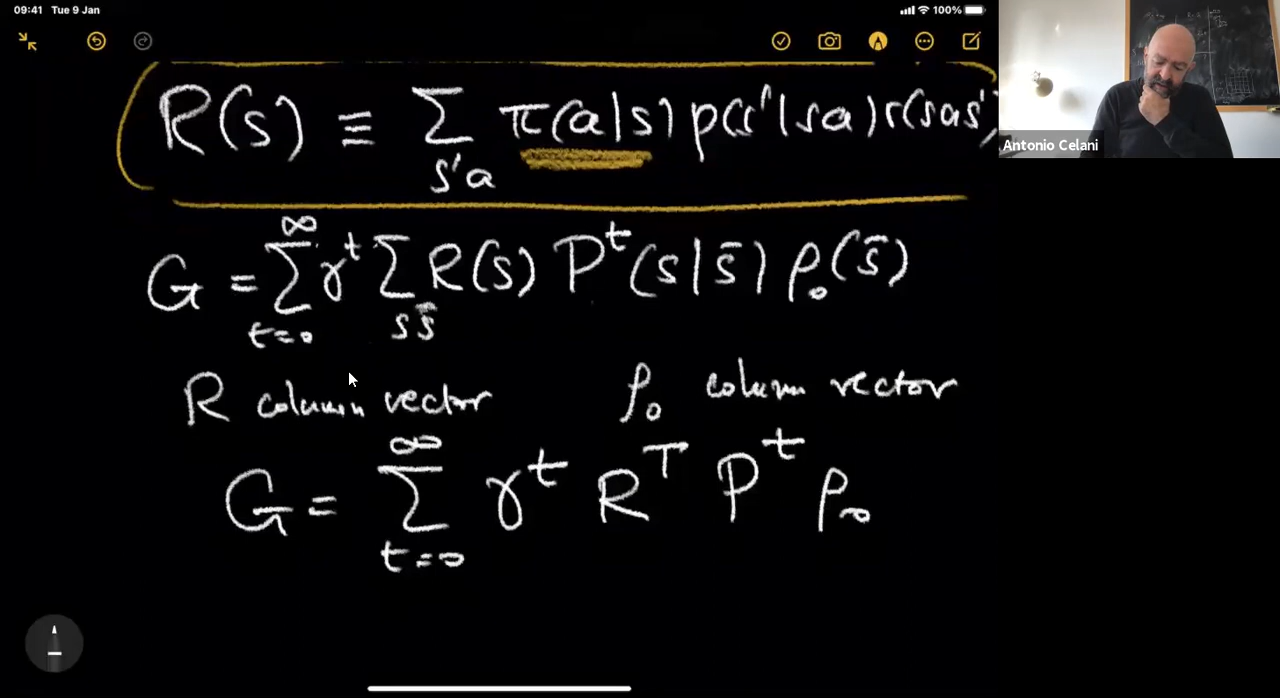 09:41 Tue 9 Jan 100%
R(s) ≡ ∑ π(a|s) p(s'|sa) r(sas')
s'a
Antonio Celani
∞
G = ∑ γ^t ∑ R(s) P^t (s|s̄) ρ₀(s̄)
t=0 s s̄
R column vector ρ₀ column vector
∞
G = ∑ γ^t R^T P^t ρ₀
t=0